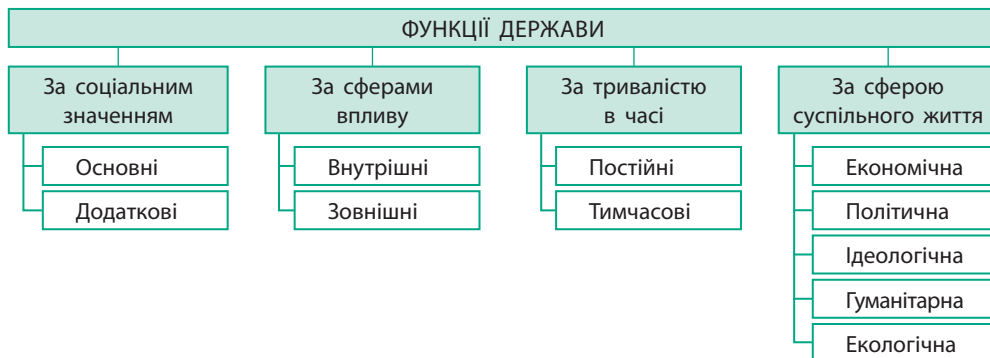 ФУНКЦІЇ ДЕРЖАВИ
За соціальним
значенням
Основні
Додаткові
За сферами
впливу
Внутрішні
Зовнішні
За тривалістю
в часі
Постійні
Тимчасові
За сферою
суспільного життя
Економічна
Політична
Ідеологічна
Гуманітарна
Екологічна